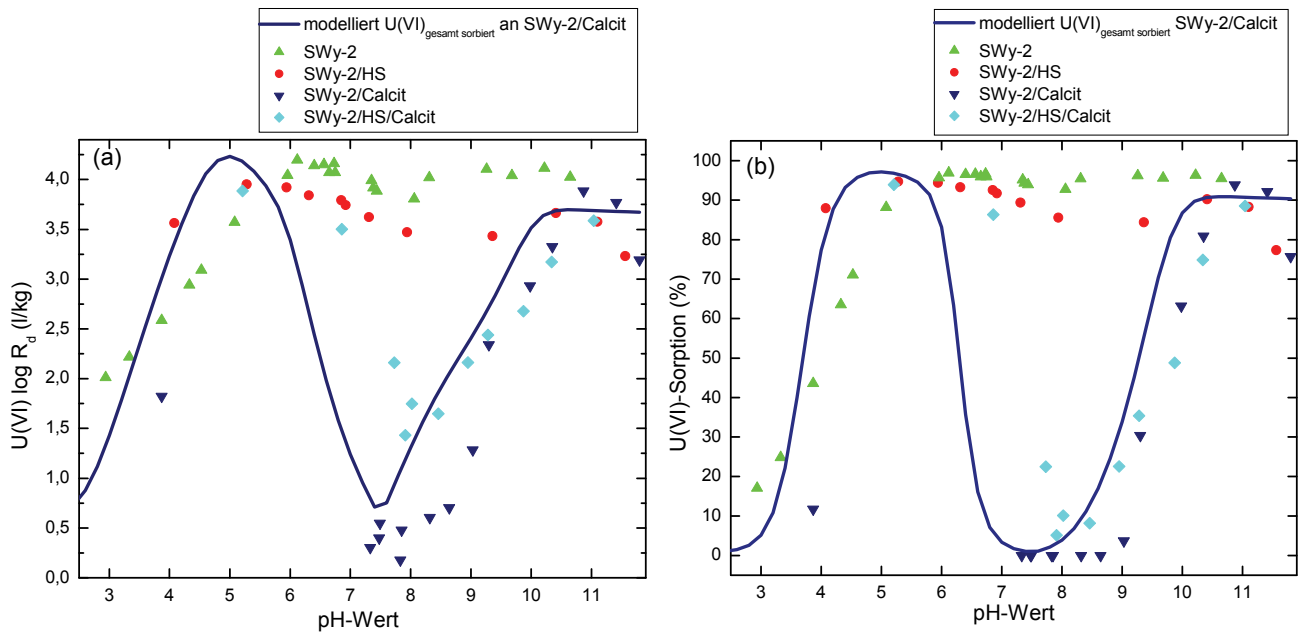 modelliert U(VI)gesamt sorbiert an SWy-2/Calcit
SWy-2
SWy-2/HS
SWy-2/Calcit
SWy-2/HS/Calcit
(a)
4,0
3,5
3,0
2,5
2,0
1,5
1,0
0,5
0,0
U(VI) log Rd (l/kg)
3 4 5 6 7 8 9 10 11
pH-Wert
modelliert U(VI)gesamt sorbiert SWy-2/Calcit
SWy-2
SWy-2/HS
SWy-2/Calcit
SWy-2/HS/Calcit
(b)
100
90
80
70
60
50
40
30
20
10
0
U(VI)-Sorption (%)
3 4 5 6 7 8 9 10 11
pH-Wert